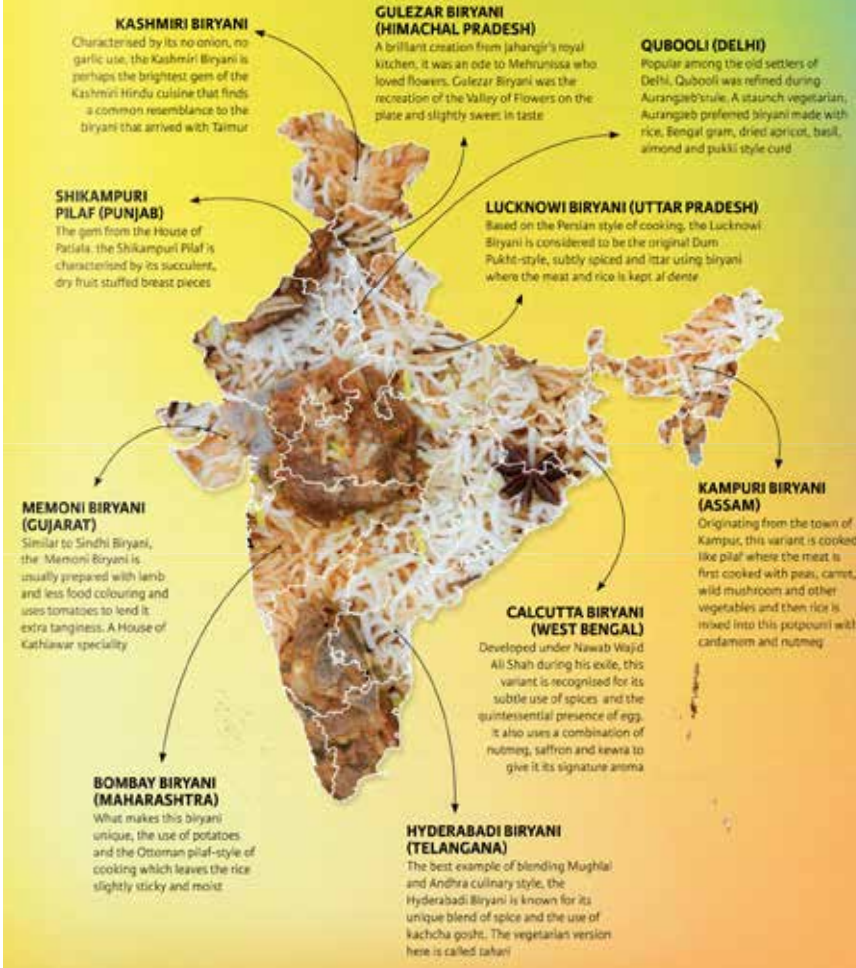 KASHMIRI BIRYANI
Characterised by its no onion, no
garlic use, the Kashmiri Biryani is
perhaps the brightest gem of the
Kashmiri Hindu cuisine that finds
a common resemblance to the
biryani that arrived with Taimur
GULEZAR BIRYANI
(HIMACHAL PRADESH)
A brilliant creation from Jahangir's royal
kitchen, it was an ode to Mehrunissa who
loved flowers. Gulezar Biryani was the
recreation of the Valley of Flowers on the
plate and slightly sweet in taste
QUBOOLI (DELHI)
Popular among the old settlers of
Delhi, Qubooli was refined during
Aurangzeb'srule. A staunch vegetarian,
Aurangzeb preferred biryani made with
rice, Bengal gram, dried apricot, basil,
almond and pukki style curd
SHIKAMPURI
PILAF (PUNJAB)
The gem from the House of
Patiala, the Shikampuri Pilaf is
characterised by its succulent,
dry fruit stuffed breast pieces
LUCKNOWI BIRYANI (UTTAR PRADESH)
Based on the Persian style of cooking, the Lucknowi
Biryani is considered to be the original Dum
Pukht-style, subtly spiced and ittar using biryani
where the meat and rice is kept al dente
MEMONI BIRYANI
(GUJARAT)
Similar to Sindhi Biryani,
the Memoni Biryani is
usually prepared with lamb
and less food colouring and
uses tomatoes to lend it
extra tanginess. A House of
Kathiawar speciality
KAMPURI BIRYANI
(ASSAM)
Originating from the town of
Kampur, this variant is cooked
like pilaf where the meat is
first cooked with peas, carrot,
wild mushroom and other
vegetables and then rice is
mixed into this potpourri with
cardamom and nutmeg
CALCUTTA BIRYANI
(WEST BENGAL)
Developed under Nawab Wajid
Ali Shah during his exile, this
variant is recognised for its
subtle use of spices and the
quintessential presence of egg.
It also uses a combination of
nutmeg, saffron and kewra to
give it its signature aroma
BOMBAY BIRYANI
(MAHARASHTRA)
What makes this biryani
unique, the use of potatoes
and the Ottoman pilaf-style of
cooking which leaves the rice
slightly sticky and moist
HYDERABADI BIRYANI
(TELANGANA)
The best example of blending Mughlai
and Andhra culinary style, the
Hyderabadi Biryani is known for its
unique blend of spice and the use of
kachcha gosht. The vegetarian version
here is called tahari